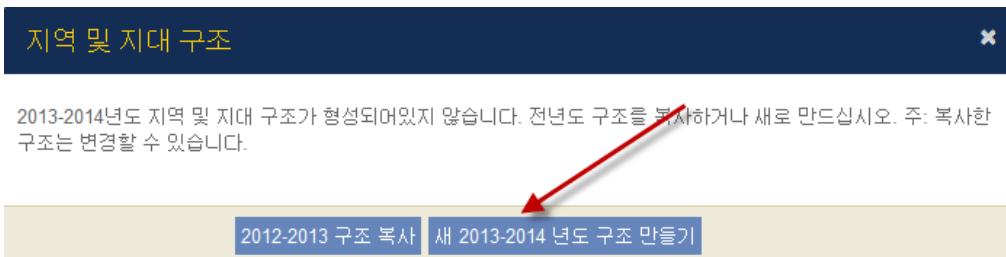 지역 및 지대 구조
2013-2014년도 지역 및 지대 구조가 형성되어있지 않습니다. 전년도 구조를 복사하거나 새로 만드십시오. 주: 복사한
구조는 변경할 수 있습니다.
2012-2013 구조 복사 새 2013-2014 년도 구조 만들기